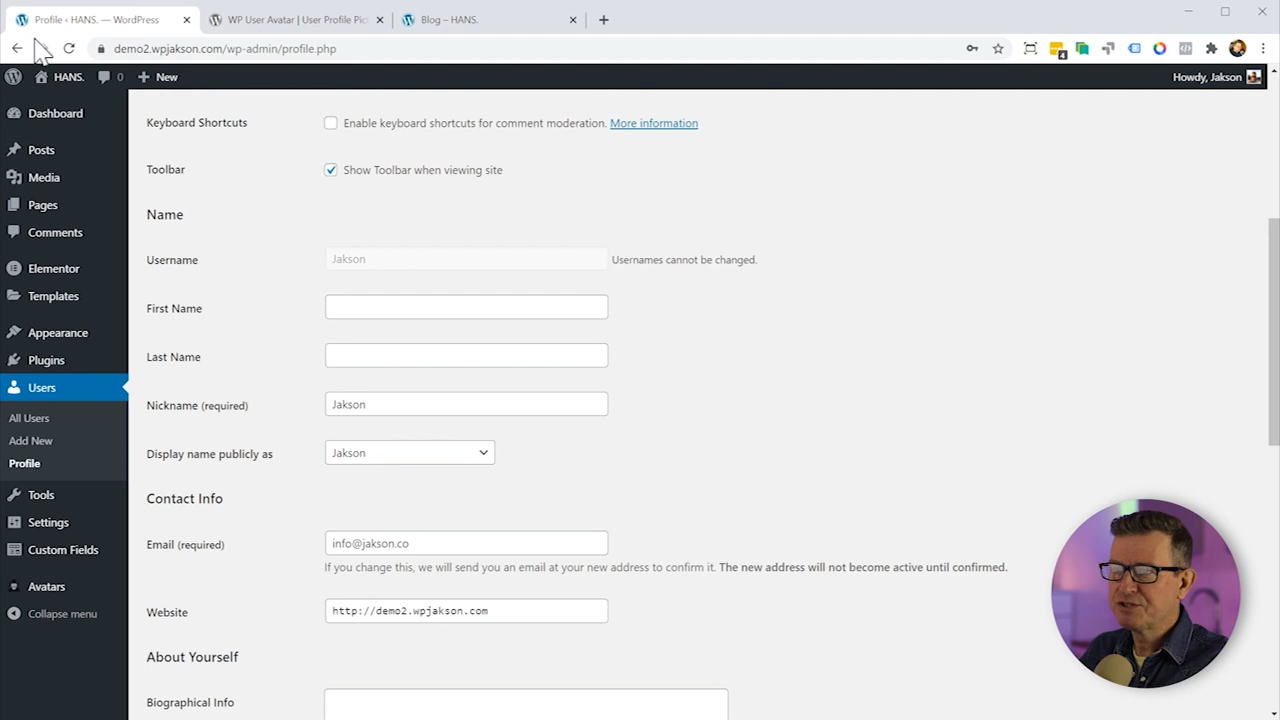 Profile ‹ HANS. — WordPress
WP User Avatar | User Profile Pic
Blog – HANS.
demo2.wpjakson.com/wp-admin/profile.php
4
HANS.
0
New
Howdy, Jakson
Dashboard
Posts
Media
Pages
Comments
Elementor
Templates
Appearance
Plugins
Users
All Users
Add New
Profile
Tools
Settings
Custom Fields
Avatars
Collapse menu
Keyboard Shortcuts
Enable keyboard shortcuts for comment moderation. More information
Toolbar
Show Toolbar when viewing site
Name
Username
Jakson
Usernames cannot be changed.
First Name
Last Name
Nickname (required)
Jakson
Display name publicly as
Jakson
Contact Info
Email (required)
info@jakson.co
If you change this, we will send you an email at your new address to confirm it. The new address will not become active until confirmed.
Website
http://demo2.wpjakson.com
About Yourself
Biographical Info